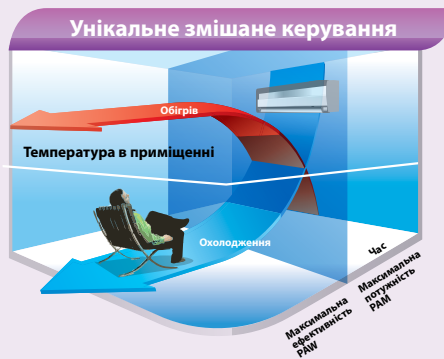 Унікальне змішане керування
Обігрів
Температура в приміщенні
Охолодження
Час
Максимальна
потужність
PAM
Максимальна
ефективність
PAW